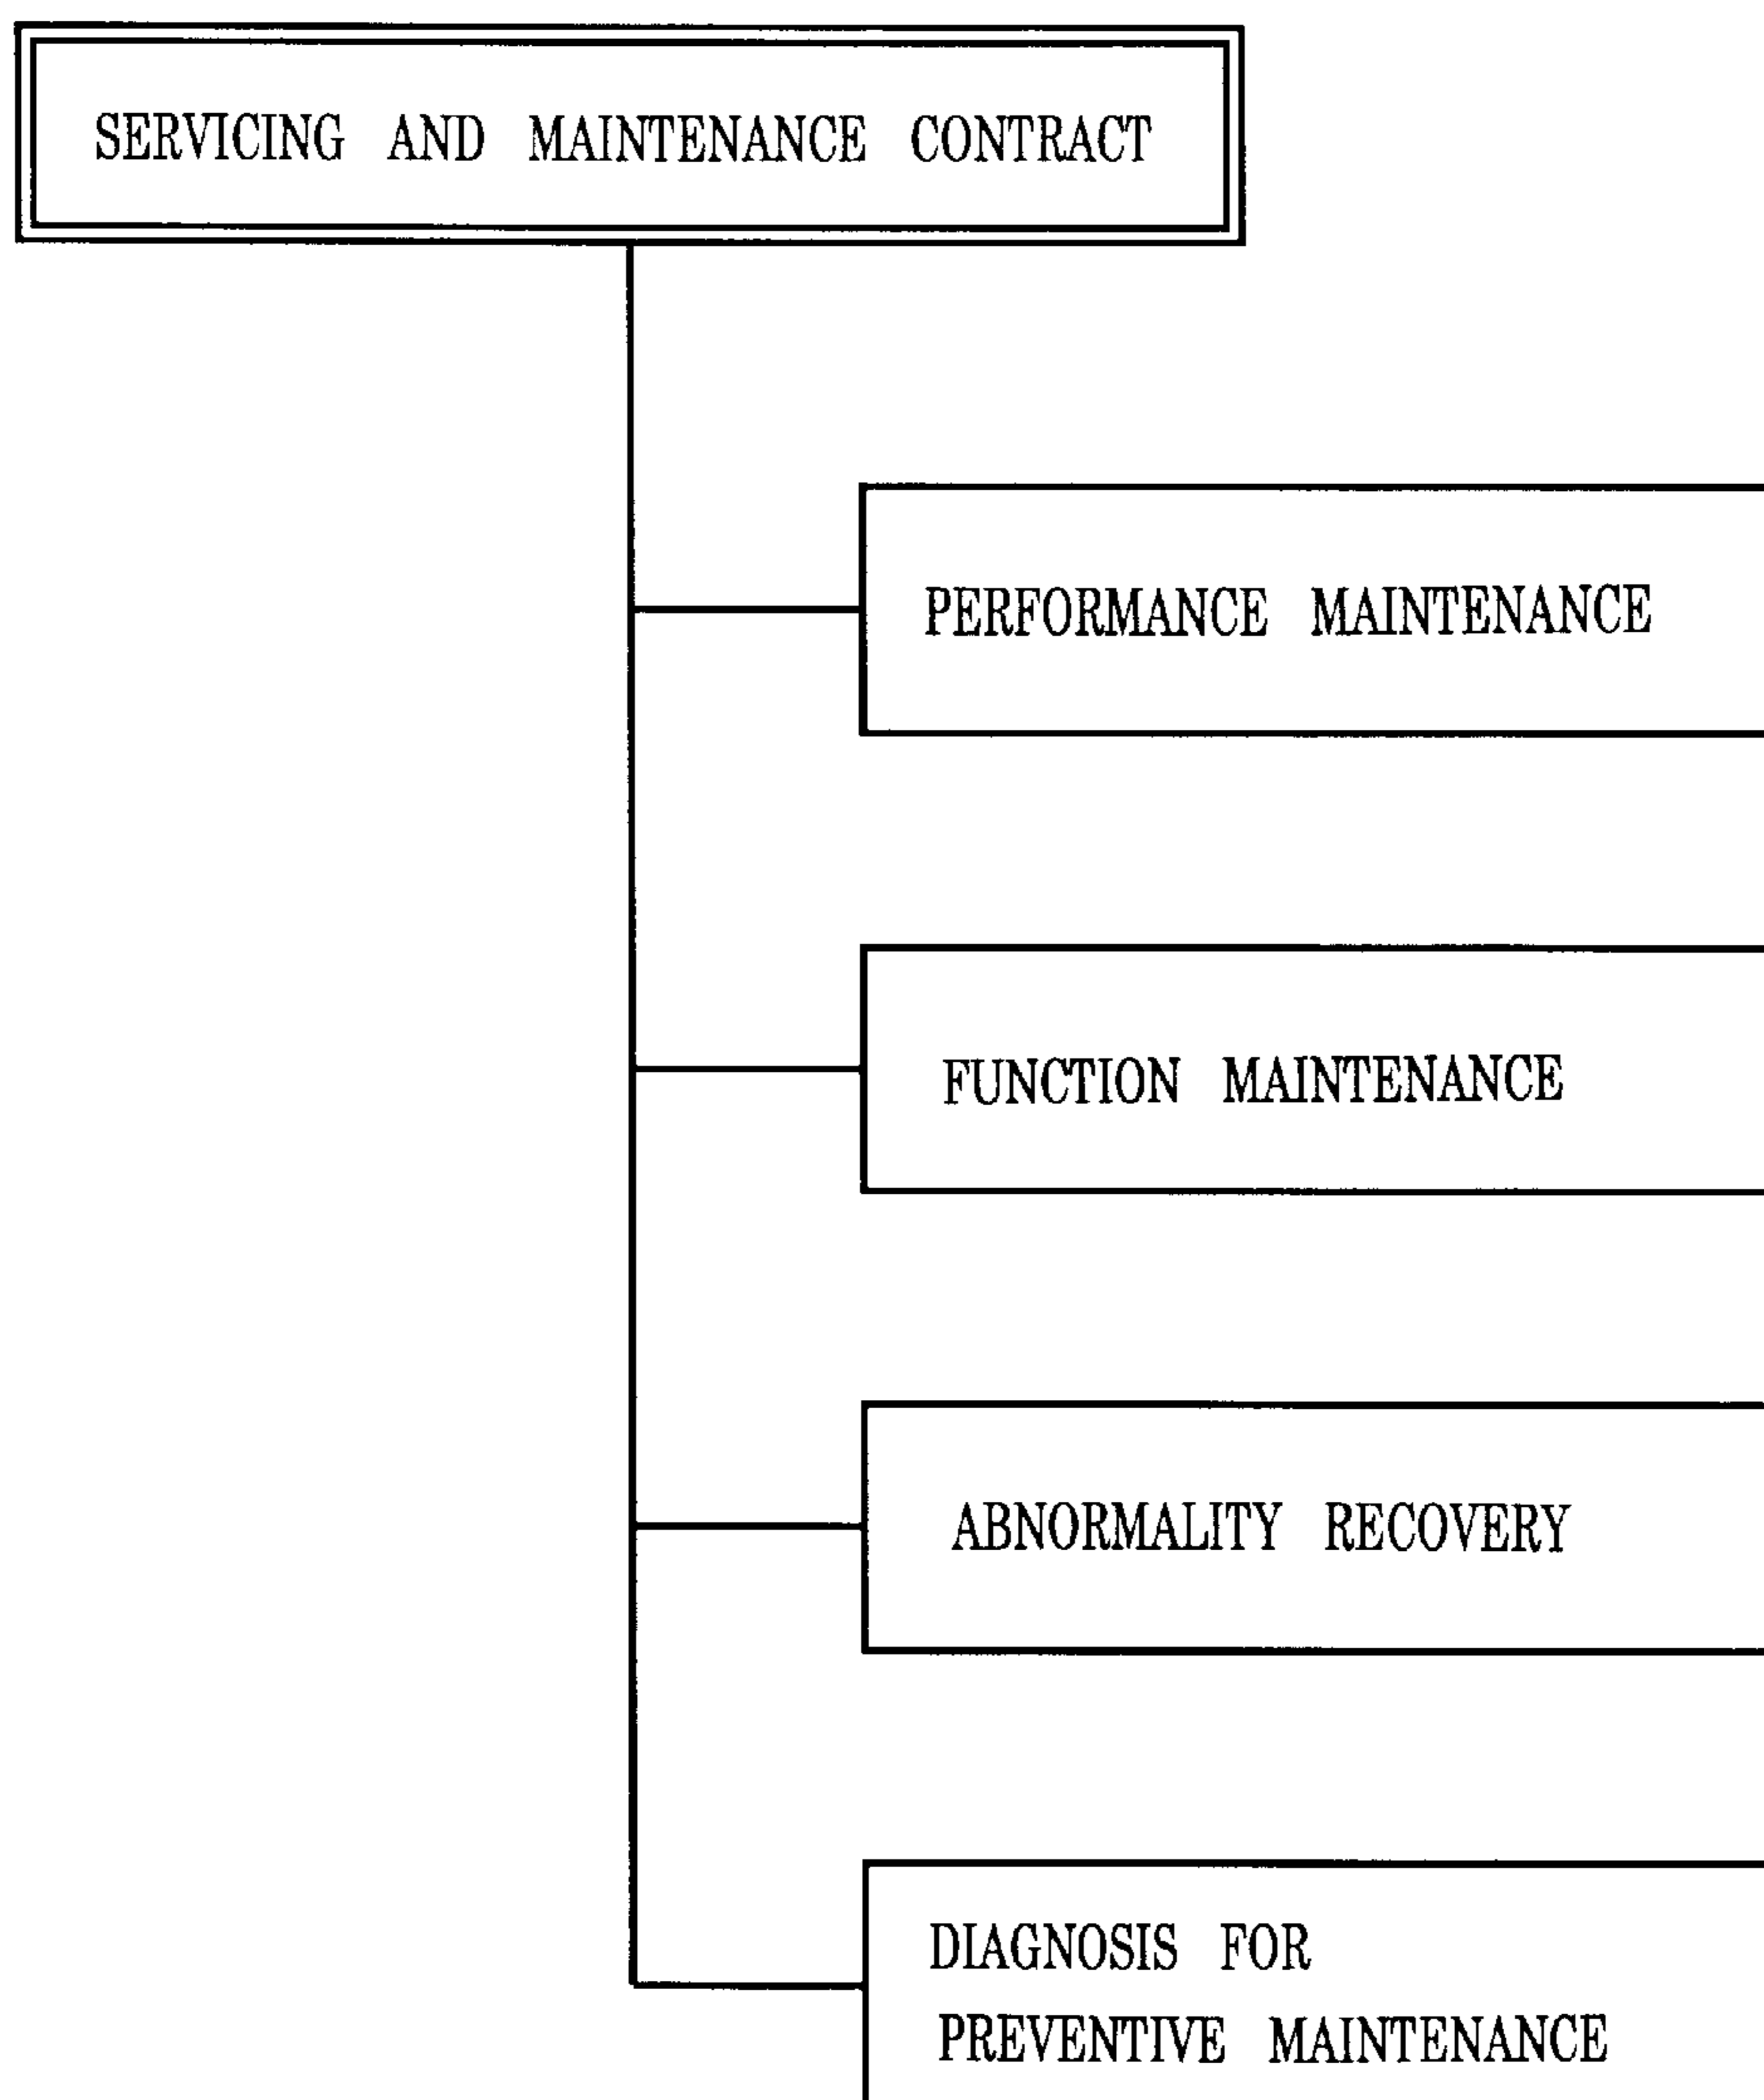 SERVICING AND MAINTENANCE CONTRACT
PERFORMANCE MAINTENANCE
FUNCTION MAINTENANCE
ABNORMALITY RECOVERY
DIAGNOSIS FOR
PREVENTIVE MAINTENANCE